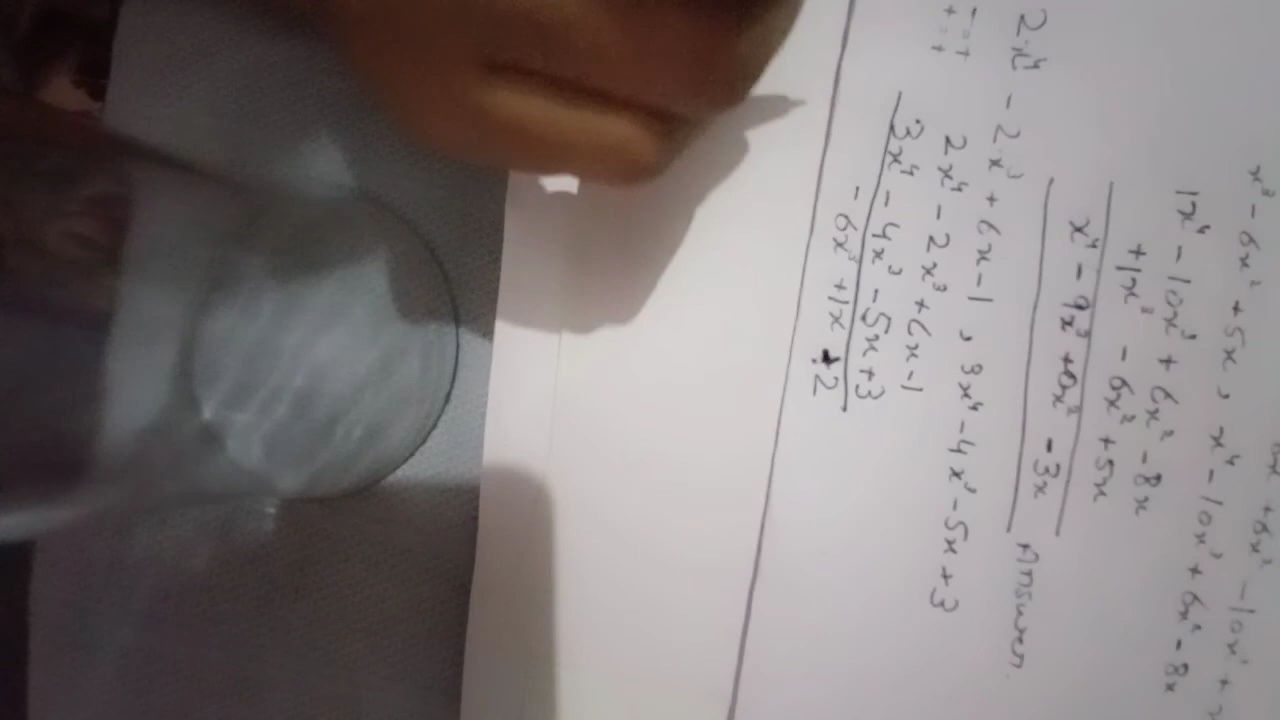 +6x² - 10x³ +
x³ - 6x² + 5x , x⁴ - 10x³ + 6x² - 8x
1x⁴ - 10x³ + 6x² - 8x
+1x³ - 6x² + 5x
x⁴ - 9x³ + 0x² - 3x
Answer.
2x⁴ - 2x³ + 6x - 1 , 3x⁴ - 4x³ - 5x + 3
- = +
+ = +
2x⁴ - 2x³ + 6x - 1
3x⁴ - 4x³ - 5x + 3
- 6x³ + 1x + 2